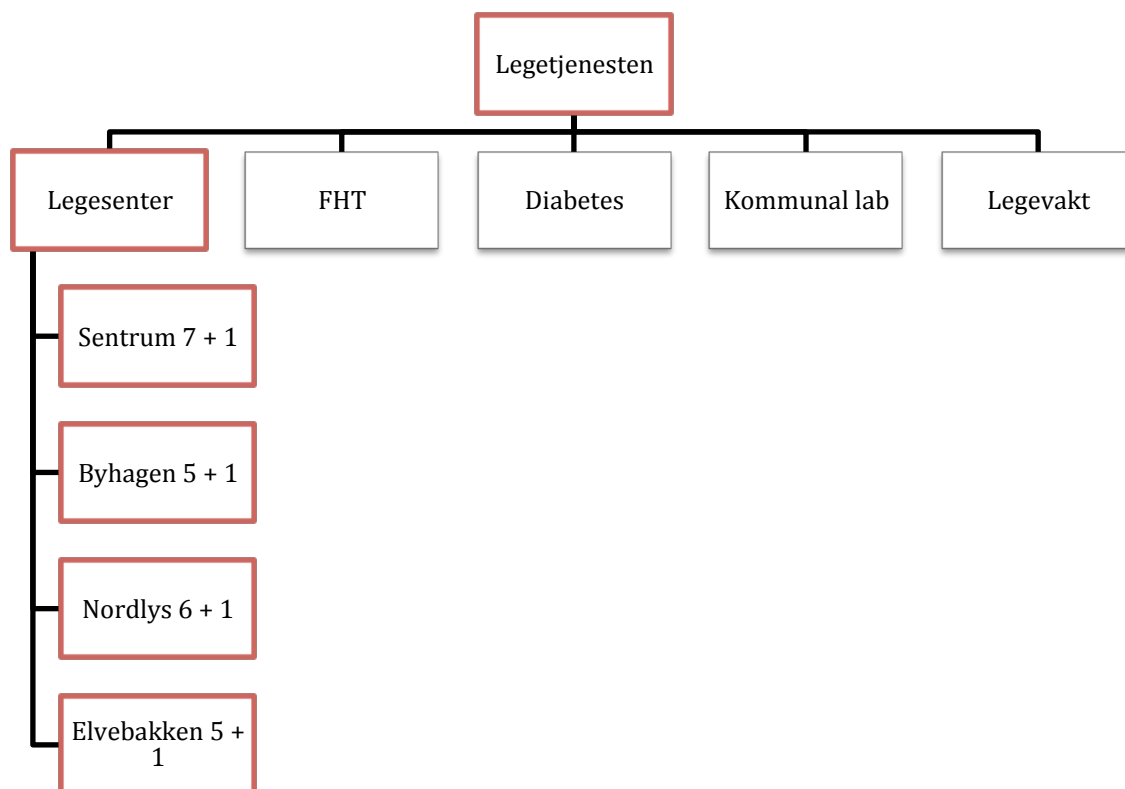 Legetjenesten
Legesenter
FHT
Diabetes
Kommunal lab
Legevakt
Sentrum 7 + 1
Byhagen 5 + 1
Nordlys 6 + 1
Elvebakken 5 +
1